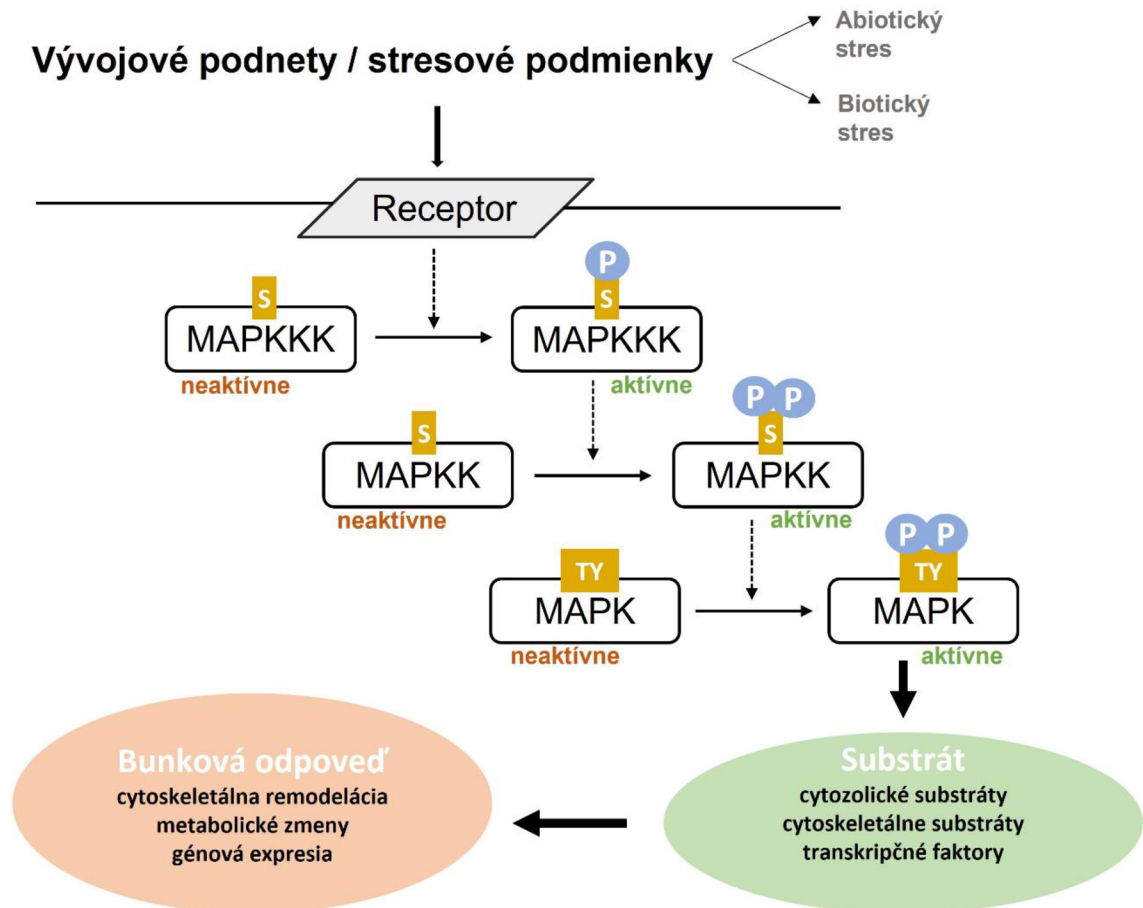 Vývojové podnety / stresové podmienky
Abiotický
stres
Biotický
stres
Receptor
S
MAPKKK
neaktívne
P
S
MAPKKK
aktívne
S
MAPKK
neaktívne
P P
S
MAPKK
aktívne
TY
MAPK
neaktívne
P P
TY
MAPK
aktívne
Bunková odpoveď
cytoskeletálna remodelácia
metabolické zmeny
génová expresia
Substrát
cytozolické substráty
cytoskeletálne substráty
transkripčné faktory